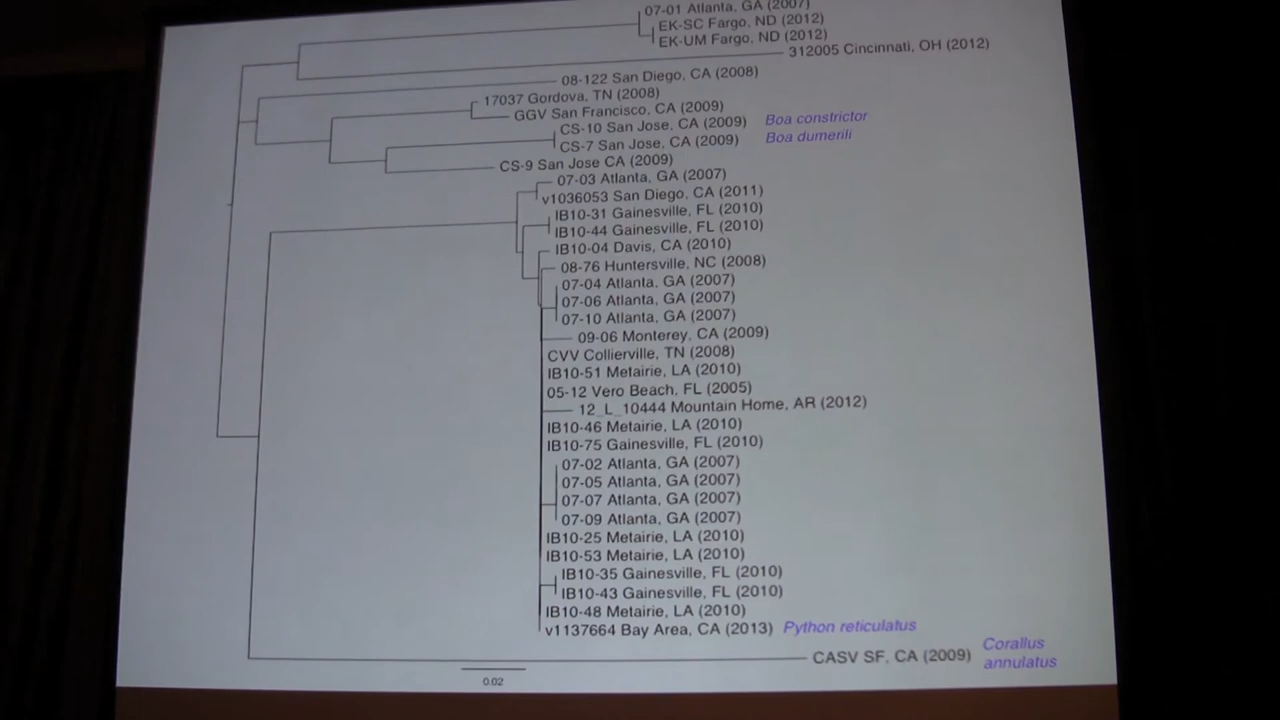 07-01 Atlanta, GA (2007)
EK-SC Fargo, ND (2012)
EK-UM Fargo, ND (2012)
312005 Cincinnati, OH (2012)
08-122 San Diego, CA (2008)
17037 Gordova, TN (2008)
GGV San Francisco, CA (2009)
CS-10 San Jose, CA (2009) Boa constrictor
CS-7 San Jose, CA (2009) Boa dumerili
CS-9 San Jose CA (2009)
07-03 Atlanta, GA (2007)
v1036053 San Diego, CA (2011)
IB10-31 Gainesville, FL (2010)
IB10-44 Gainesville, FL (2010)
IB10-04 Davis, CA (2010)
08-76 Huntersville, NC (2008)
07-04 Atlanta, GA (2007)
07-06 Atlanta, GA (2007)
07-10 Atlanta, GA (2007)
09-06 Monterey, CA (2009)
CVV Collierville, TN (2008)
IB10-51 Metairie, LA (2010)
05-12 Vero Beach, FL (2005)
12_L_10444 Mountain Home, AR (2012)
IB10-46 Metairie, LA (2010)
IB10-75 Gainesville, FL (2010)
07-02 Atlanta, GA (2007)
07-05 Atlanta, GA (2007)
07-07 Atlanta, GA (2007)
07-09 Atlanta, GA (2007)
IB10-25 Metairie, LA (2010)
IB10-53 Metairie, LA (2010)
IB10-35 Gainesville, FL (2010)
IB10-43 Gainesville, FL (2010)
IB10-48 Metairie, LA (2010)
v1137664 Bay Area, CA (2013) Python reticulatus
CASV SF, CA (2009) Corallus
annulatus
0.02